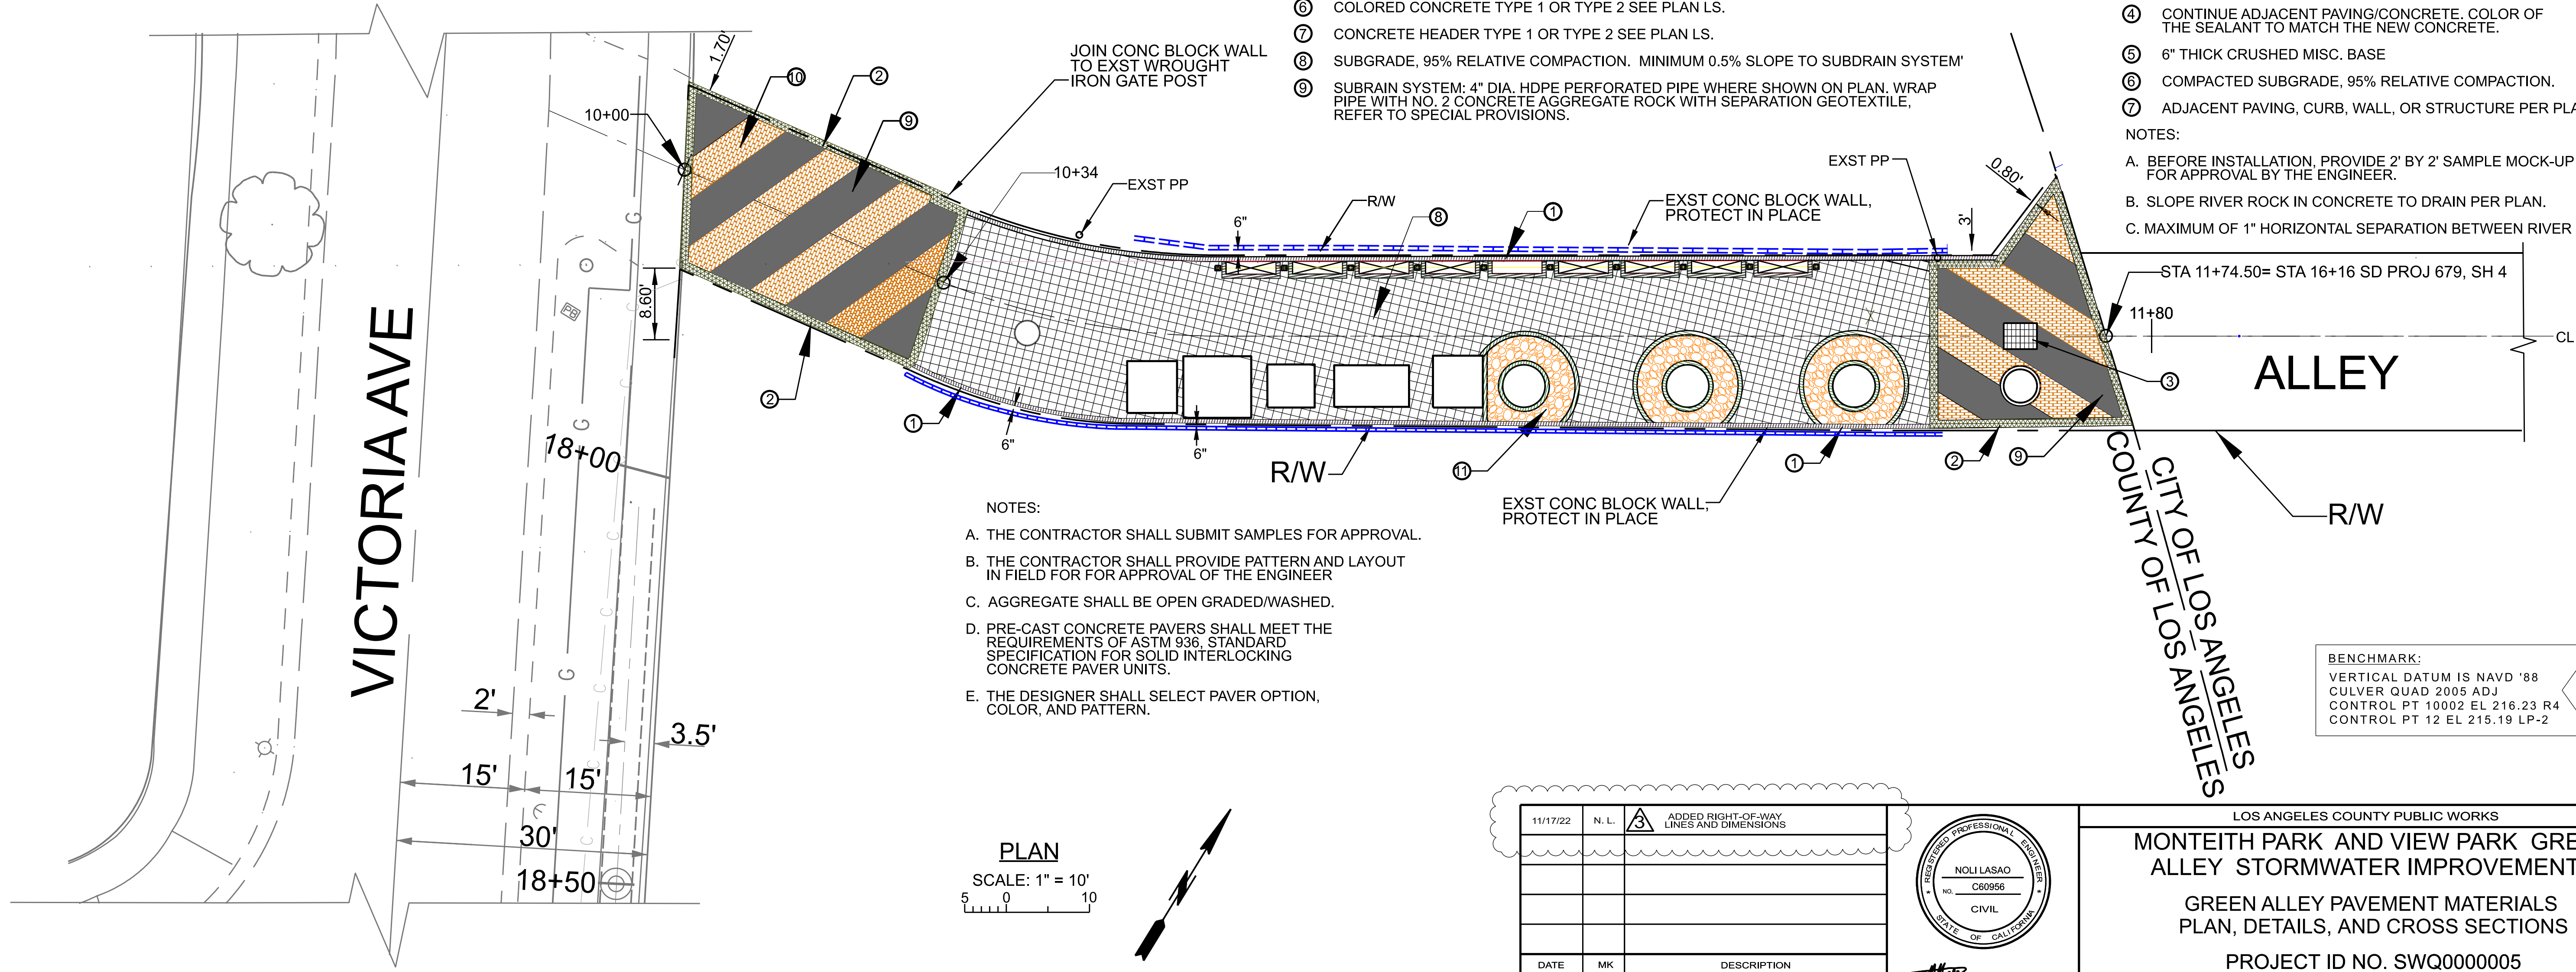 ⑥ COLORED CONCRETE TYPE 1 OR TYPE 2 SEE PLAN LS.
⑦ CONCRETE HEADER TYPE 1 OR TYPE 2 SEE PLAN LS.
⑧ SUBGRADE, 95% RELATIVE COMPACTION. MINIMUM 0.5% SLOPE TO SUBDRAIN SYSTEM'
⑨ SUBRAIN SYSTEM: 4" DIA. HDPE PERFORATED PIPE WHERE SHOWN ON PLAN. WRAP
PIPE WITH NO. 2 CONCRETE AGGREGATE ROCK WITH SEPARATION GEOTEXTILE,
REFER TO SPECIAL PROVISIONS.
④ CONTINUE ADJACENT PAVING/CONCRETE. COLOR OF
THE SEALANT TO MATCH THE NEW CONCRETE.
⑤ 6" THICK CRUSHED MISC. BASE
⑥ COMPACTED SUBGRADE, 95% RELATIVE COMPACTION.
⑦ ADJACENT PAVING, CURB, WALL, OR STRUCTURE PER PLA
NOTES:
A. BEFORE INSTALLATION, PROVIDE 2' BY 2' SAMPLE MOCK-UP
FOR APPROVAL BY THE ENGINEER.
B. SLOPE RIVER ROCK IN CONCRETE TO DRAIN PER PLAN.
C. MAXIMUM OF 1" HORIZONTAL SEPARATION BETWEEN RIVER
1.70'
⑩
②
⑨
10+00
JOIN CONC BLOCK WALL
TO EXST WROUGHT
IRON GATE POST
10+34
EXST PP
6"
R/W
⑧
①
EXST CONC BLOCK WALL,
PROTECT IN PLACE
EXST PP
0.80'
3'
STA 11+74.50= STA 16+16 SD PROJ 679, SH 4
11+80
CL
ALLEY
③
G
G
8.60'
PB
②
①
6"
6"
R/W
⑪
①
②
⑨
EXST CONC BLOCK WALL,
PROTECT IN PLACE
R/W
CITY OF LOS ANGELES
COUNTY OF LOS ANGELES
VICTORIA AVE
C
C
G
18+00
C
C
G
G
C
C
2'
3.5'
15'
15'
C
30'
18+50
NOTES:
A. THE CONTRACTOR SHALL SUBMIT SAMPLES FOR APPROVAL.
B. THE CONTRACTOR SHALL PROVIDE PATTERN AND LAYOUT
IN FIELD FOR FOR APPROVAL OF THE ENGINEER
C. AGGREGATE SHALL BE OPEN GRADED/WASHED.
D. PRE-CAST CONCRETE PAVERS SHALL MEET THE
REQUIREMENTS OF ASTM 936, STANDARD
SPECIFICATION FOR SOLID INTERLOCKING
CONCRETE PAVER UNITS.
E. THE DESIGNER SHALL SELECT PAVER OPTION,
COLOR, AND PATTERN.
BENCHMARK:
VERTICAL DATUM IS NAVD '88
CULVER QUAD 2005 ADJ
CONTROL PT 10002 EL 216.23 R4
CONTROL PT 12 EL 215.19 LP-2
PLAN
SCALE: 1" = 10'
5 0 10
11/17/22 N. L. 3 ADDED RIGHT-OF-WAY
LINES AND DIMENSIONS
DATE MK DESCRIPTION
REGISTERED PROFESSIONAL ENGINEER
NOLI LASAO
NO. C60956
CIVIL
STATE OF CALIFORNIA
LOS ANGELES COUNTY PUBLIC WORKS
MONTEITH PARK AND VIEW PARK GRE
ALLEY STORMWATER IMPROVEMENT
GREEN ALLEY PAVEMENT MATERIALS
PLAN, DETAILS, AND CROSS SECTIONS
PROJECT ID NO. SWQ0000005